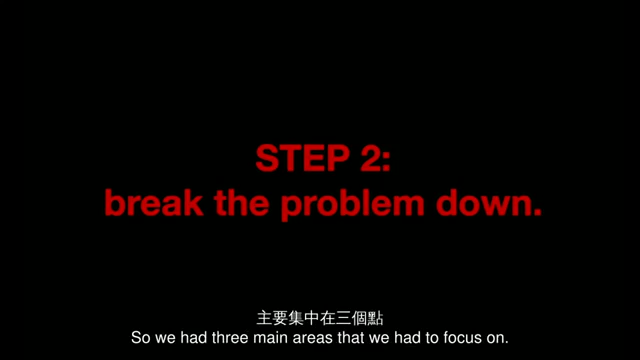 STEP 2:
break the problem down.
主要集中在三個點
So we had three main areas that we had to focus on.